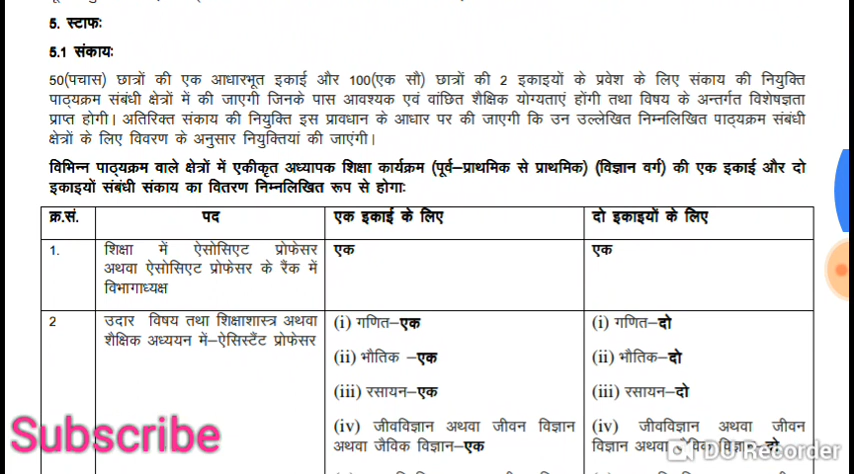 5. स्टाफः
5.1 संकायः
50(पचास) छात्रों की एक आधारभूत इकाई और 100(एक सौ) छात्रों की 2 इकाइयों के प्रवेश के लिए संकाय की नियुक्ति
पाठ्यक्रम संबंधी क्षेत्रों में की जाएगी जिनके पास आवश्यक एवं वांछित शैक्षिक योग्यताएं होंगी तथा विषय के अन्तर्गत विशेषज्ञता
प्राप्त होगी। अतिरिक्त संकाय की नियुक्ति इस प्रावधान के आधार पर की जाएगी कि उन उल्लेखित निम्नलिखित पाठ्यक्रम संबंधी
क्षेत्रों के लिए विवरण के अनुसार नियुक्तियां की जाएंगी।
विभिन्न पाठ्यक्रम वाले क्षेत्रों में एकीकृत अध्यापक शिक्षा कार्यक्रम (पूर्व–प्राथमिक से प्राथमिक) (विज्ञान वर्ग) की एक इकाई और दो
इकाइयों संबंधी संकाय का वितरण निम्नलिखित रूप से होगाः
क्र.सं. पद एक इकाई के लिए दो इकाइयों के लिए
1. शिक्षा में ऐसोसिएट प्रोफेसर एक एक
अथवा ऐसोसिएट प्रोफेसर के रैंक में
विभागाध्यक्ष
2 उदार विषय तथा शिक्षाशास्त्र अथवा (i) गणित–एक (i) गणित–दो
शैक्षिक अध्ययन में–ऐसिस्टैंट प्रोफेसर
(ii) भौतिक –एक (ii) भौतिक–दो
(iii) रसायन–एक (iii) रसायन–दो
(iv) जीवविज्ञान अथवा जीवन विज्ञान (iv) जीवविज्ञान अथवा जीवन
अथवा जैविक विज्ञान–एक विज्ञान अथवा जैविक विज्ञान–दो
Subscribe
DU Recorder